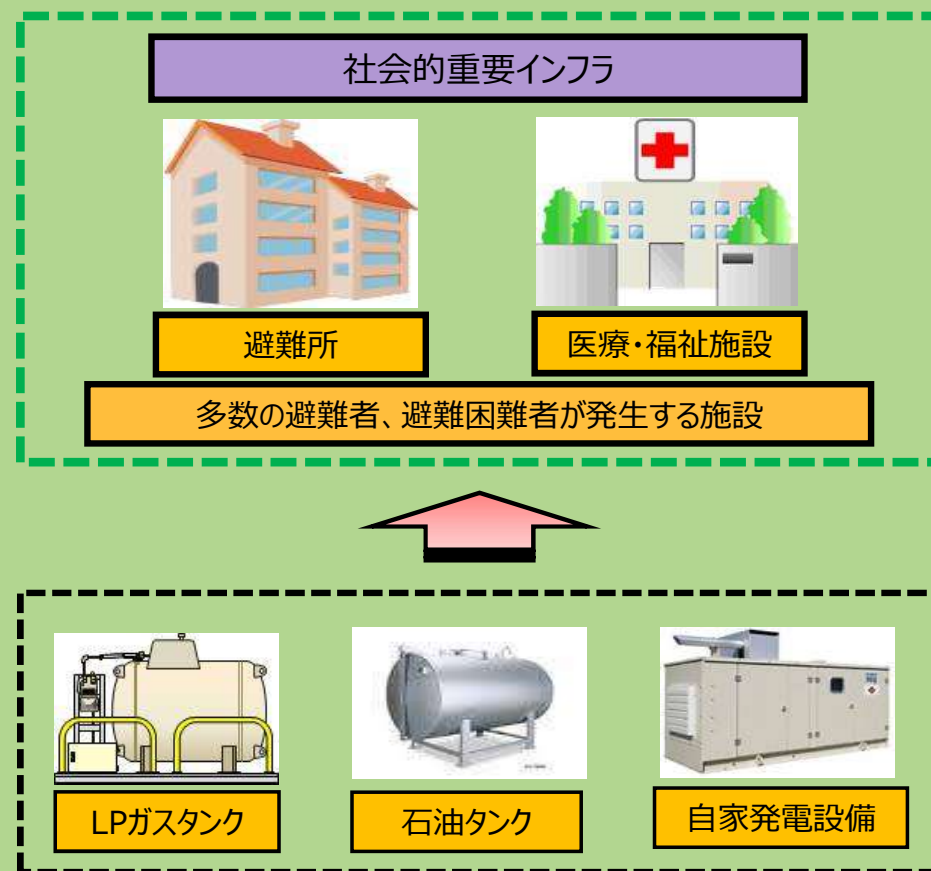 社会的重要インフラ
避難所
医療・福祉施設
多数の避難者、避難困難者が発生する施設
LPガスタンク
石油タンク
自家発電設備